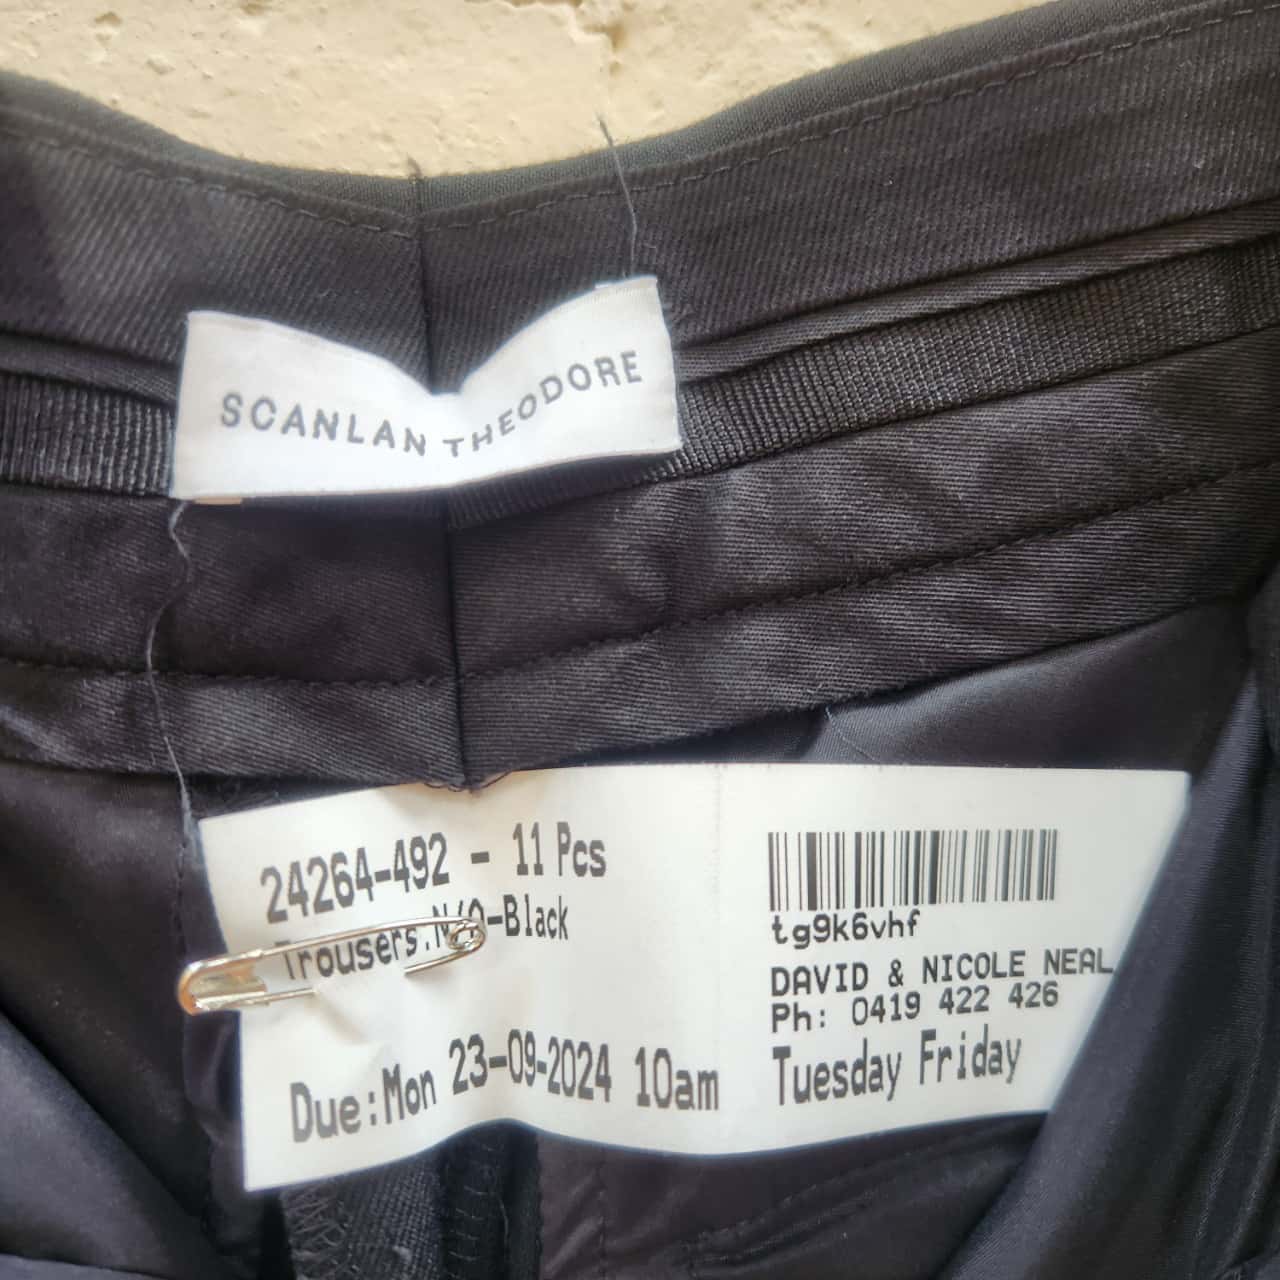 SCANLAN THEODORE
24264-492 - 11 Pcs
Trousers.N/A-Black
Due:Mon 23-09-2024 10am
tg9k6vhf
DAVID & NICOLE NEAL
Ph: 0419 422 426
Tuesday Friday